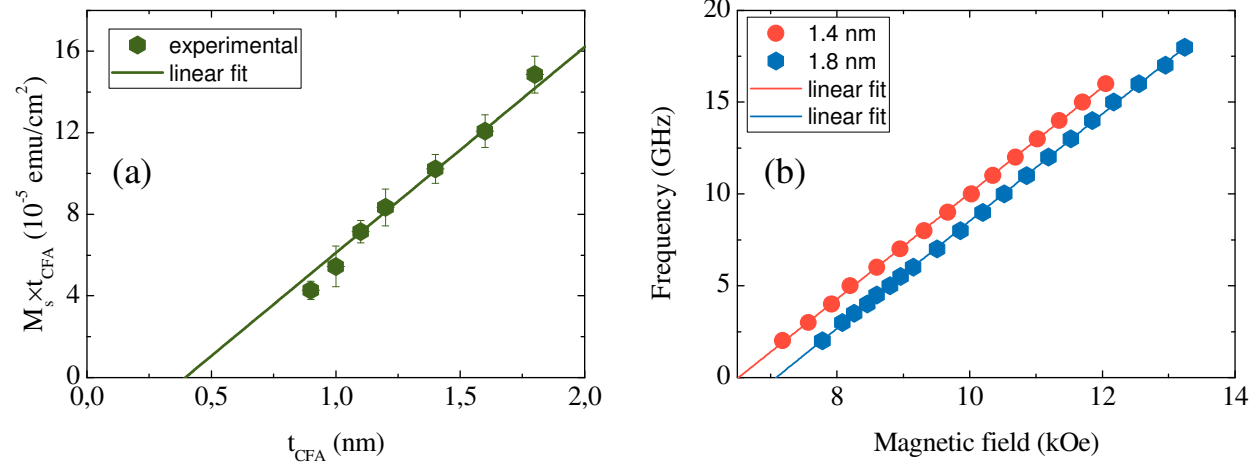 experimental
linear fit
(a)
16
12
8
4
0
0,0 0,5 1,0 1,5 2,0
t_CFA (nm)
M_s×t_CFA (10^-5 emu/cm^2)
1.4 nm
1.8 nm
linear fit
linear fit
(b)
20
15
10
5
0
8 10 12 14
Magnetic field (kOe)
Frequency (GHz)